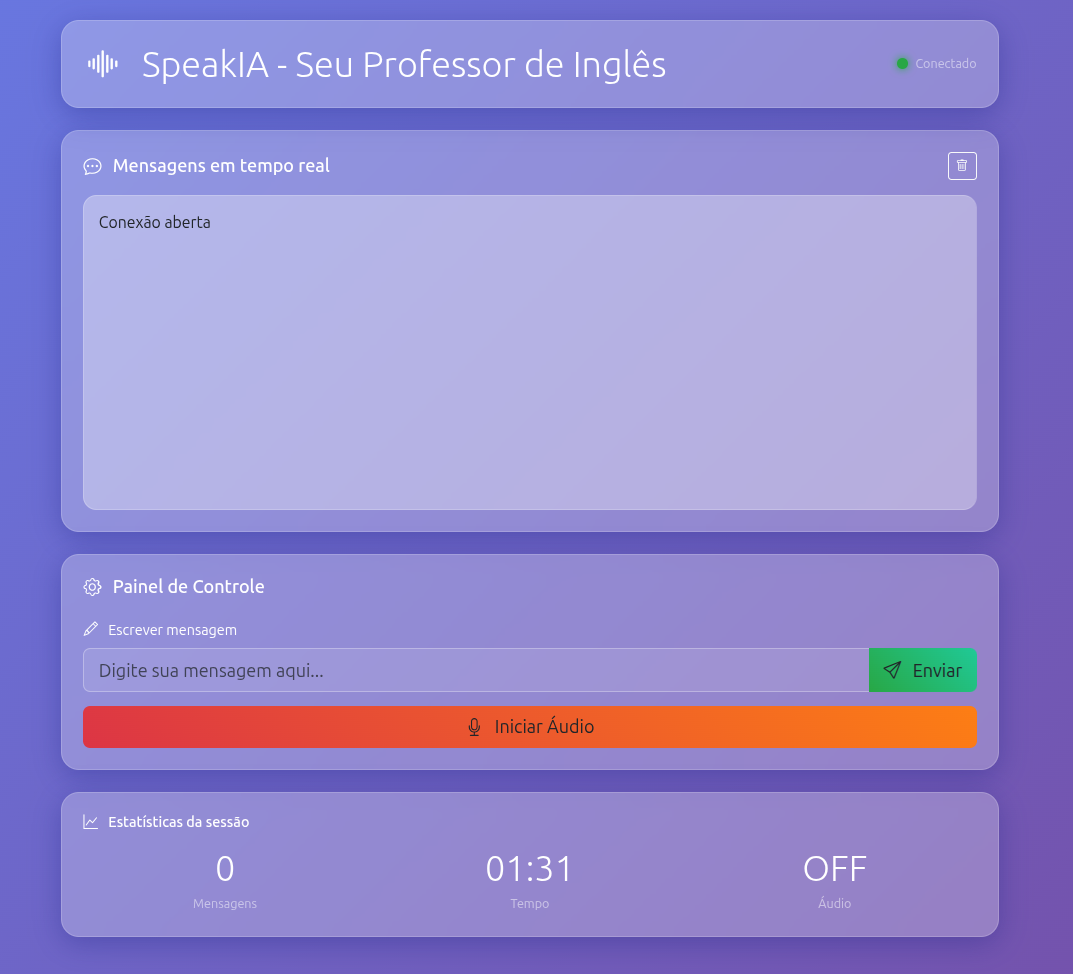 SpeakIA - Seu Professor de Inglês
Conectado
Mensagens em tempo real
Conexão aberta
Painel de Controle
Escrever mensagem
Digite sua mensagem aqui...
Enviar
Iniciar Áudio
Estatísticas da sessão
0
Mensagens
01:31
Tempo
OFF
Áudio